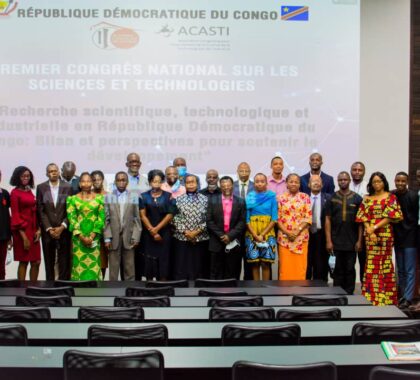 RÉPUBLIQUE DÉMOCRATIQUE DU CONGO
ACASTI
PREMIER CONGRÈS NATIONAL SUR LES
SCIENCES ET TECHNOLOGIES
Recherche scientifique, technologique et
industrielle en République Démocratique du
Congo: Bilan et perspectives pour soutenir le
développement"